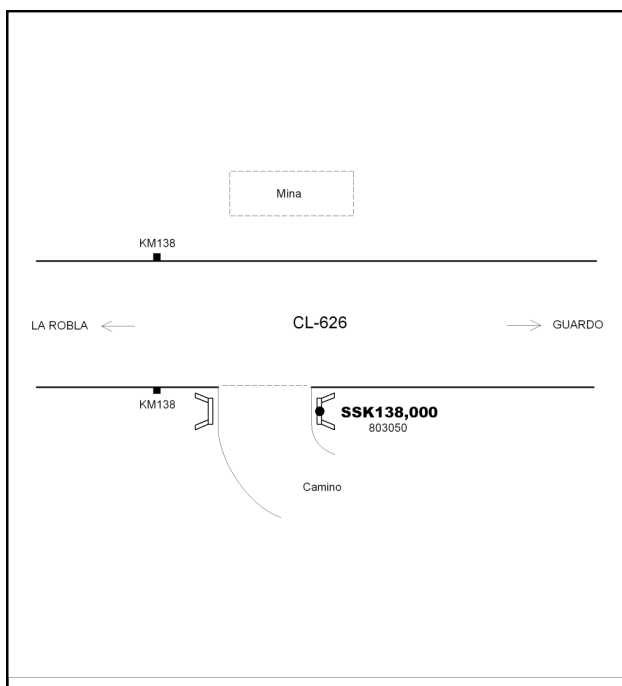 Mina
KM138
LA ROBLA
CL-626
GUARDO
KM138
SSK138,000
803050
Camino